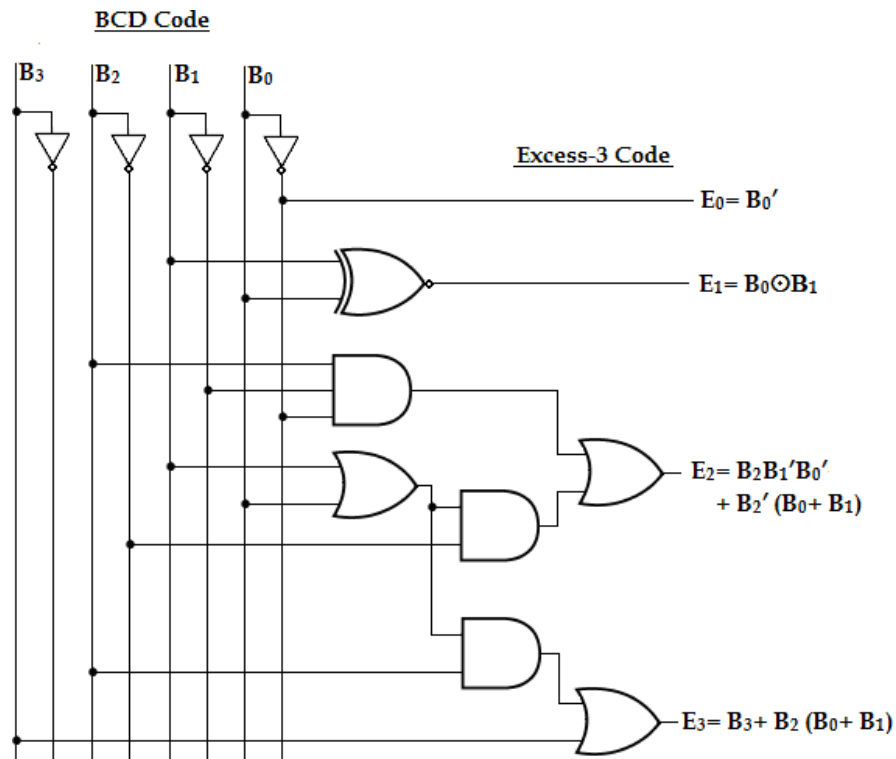 BCD Code
B₃ B₂ B₁ B₀
Excess-3 Code
E₀= B₀′
E₁= B₀⊙B₁
E₂= B₂B₁′B₀′
+ B₂′ (B₀+ B₁)
E₃= B₃+ B₂ (B₀+ B₁)